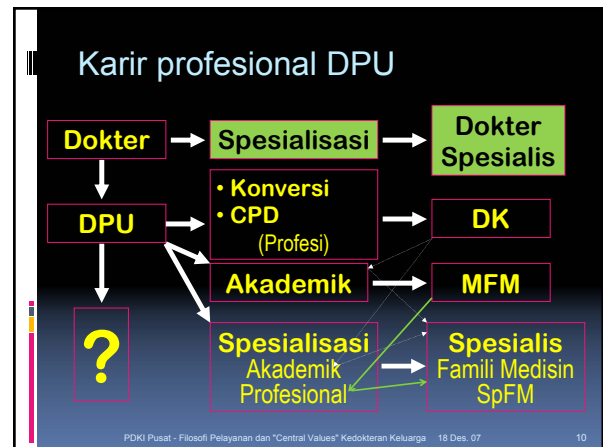 Karir profesional DPU
Dokter
Spesialisasi
Dokter
Spesialis
DPU
• Konversi
• CPD
(Profesi)
DK
Akademik
MFM
?
Spesialisasi
Akademik
Profesional
Spesialis
Famili Medisin
SpFM
PDKI Pusat - Filosofi Pelayanan dan "Central Values" Kedokteran Keluarga 18 Des. 07 10